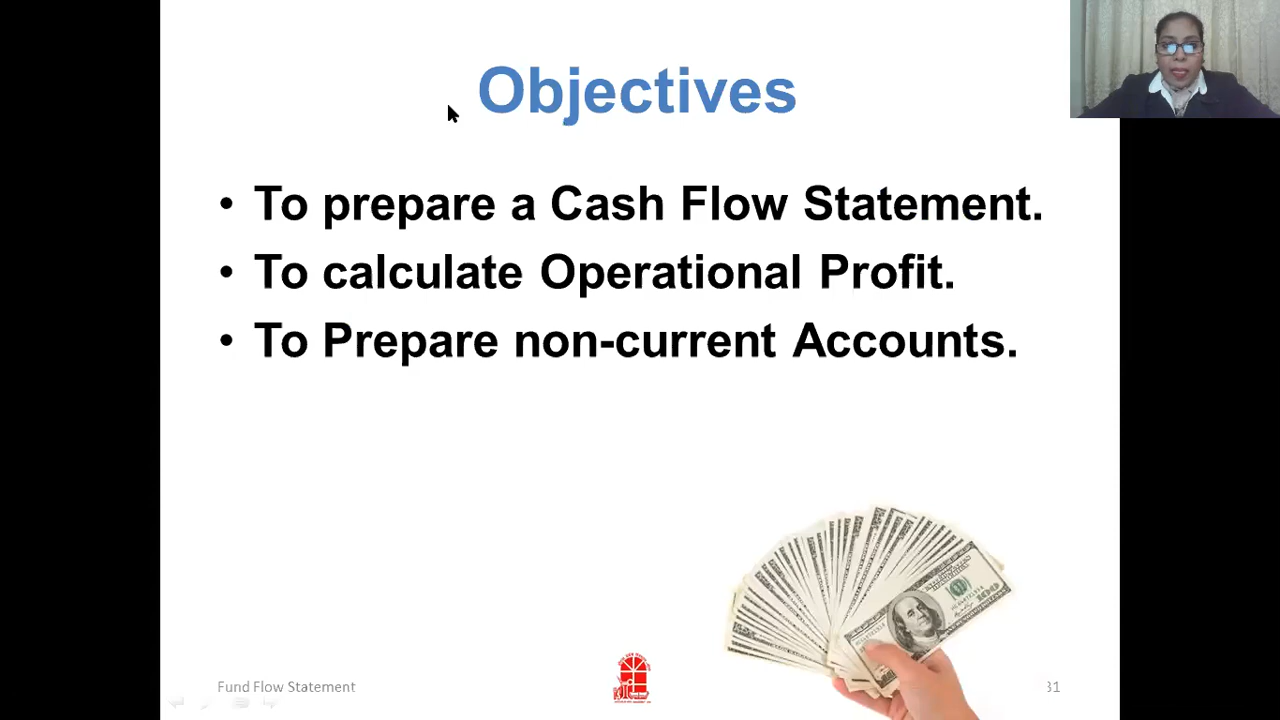 Objectives
• To prepare a Cash Flow Statement.
• To calculate Operational Profit.
• To Prepare non-current Accounts.
100
Fund Flow Statement
31